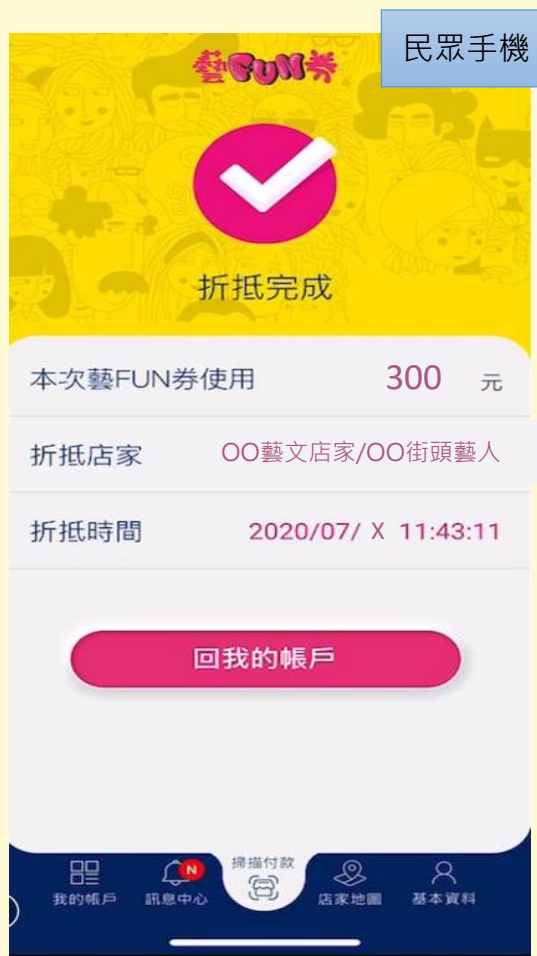 民眾手機
藝FUN券
折抵完成
本次藝FUN券使用 300 元
折抵店家 OO藝文店家/OO街頭藝人
折抵時間 2020/07/ X 11:43:11
回我的帳戶
N
掃描付款
我的帳戶 訊息中心 店家地圖 基本資料